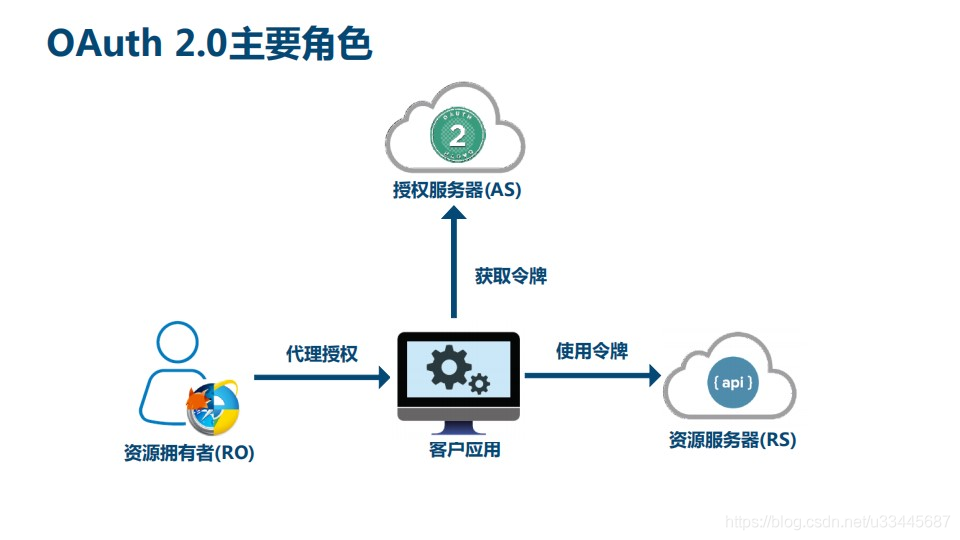 OAuth 2.0主要角色
OAUTH
2
授权服务器(AS)
获取令牌
代理授权
使用令牌
{ api }
资源拥有者(RO)
客户应用
资源服务器(RS)
https://blog.csdn.net/u33445687